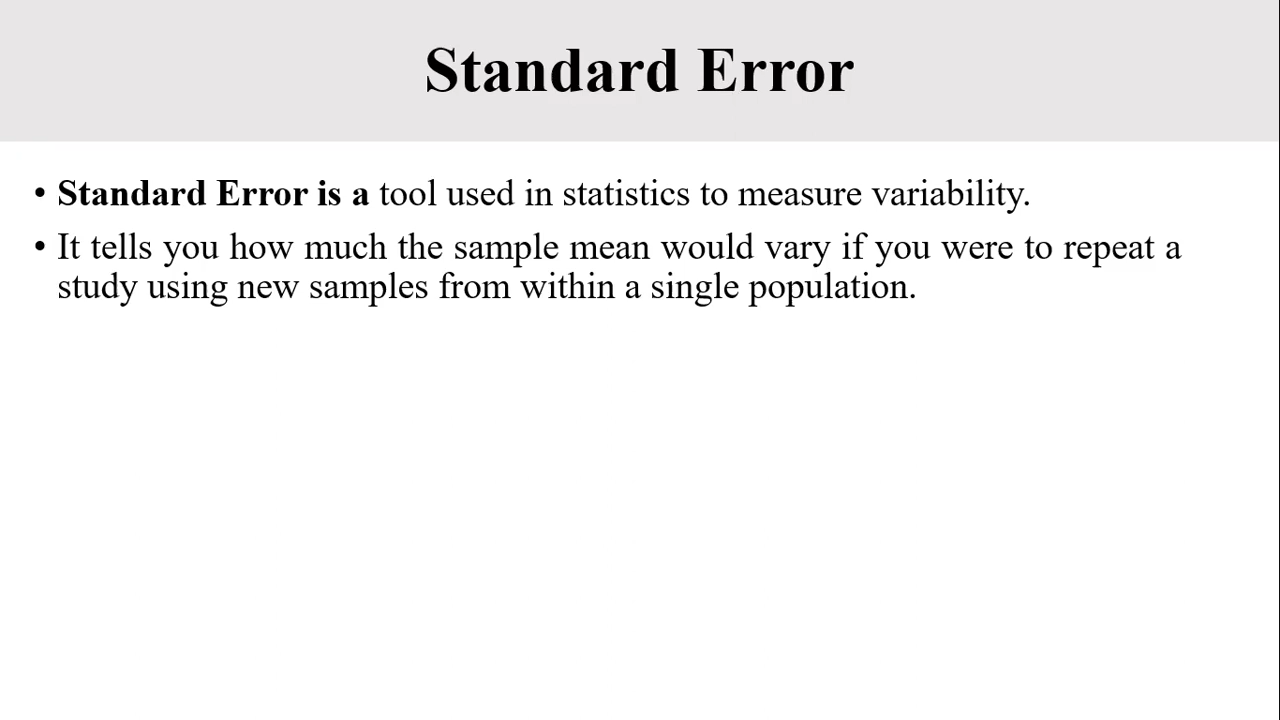 Standard Error
• Standard Error is a tool used in statistics to measure variability.
• It tells you how much the sample mean would vary if you were to repeat a
study using new samples from within a single population.